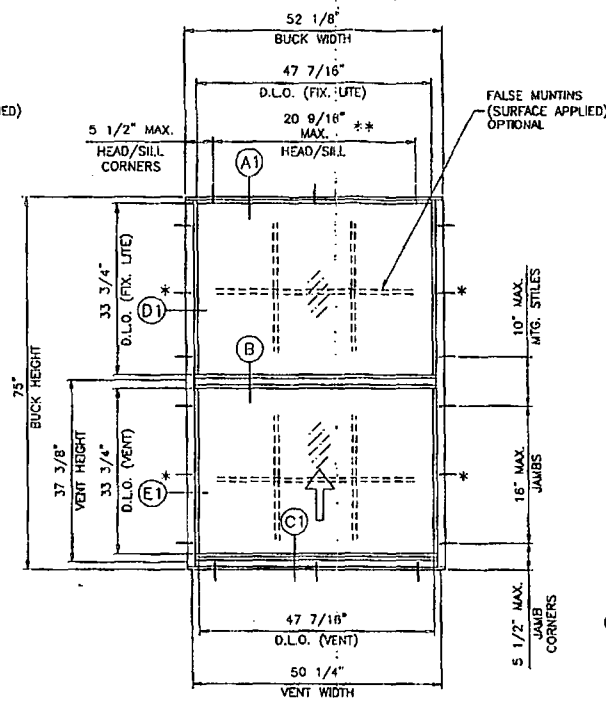 52 1/8"
BUCK WIDTH
47 7/16"
D.L.O. (FIX. LITE)
FALSE MUNTINS
(SURFACE APPLIED)
OPTIONAL
IED)
5 1/2" MAX.
HEAD/SILL
CORNERS
20 9/16"
MAX. **
HEAD/SILL
A1
75"
BUCK HEIGHT
33 3/4"
D.L.O. (FIX. LITE)
*
*
D1
10" MAX.
MTG. STILES
B
37 3/8"
VENT HEIGHT
33 3/4"
D.L.O. (VENT)
*
*
E1
16" MAX.
JAMBS
C1
5 1/2" MAX.
JAMB
CORNERS
47 7/16"
D.L.O. (VENT)
50 1/4"
VENT WIDTH